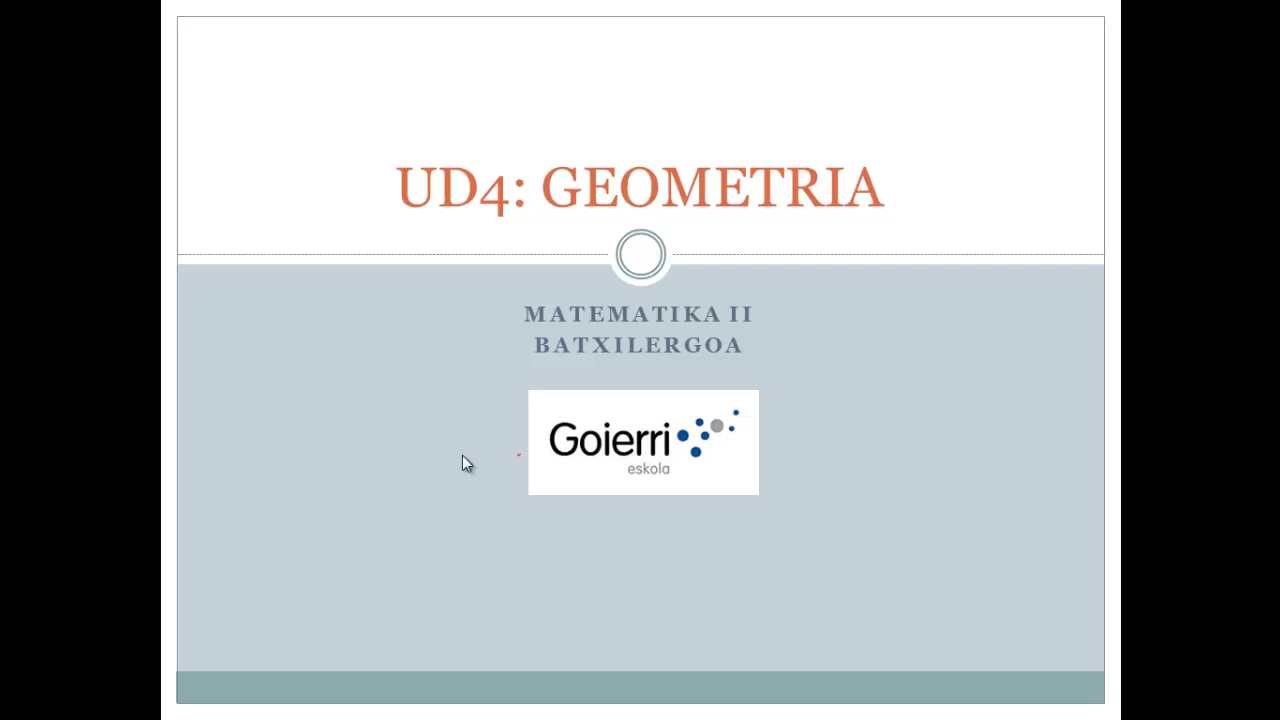 UD4: GEOMETRIA
MATEMATIKA II
BATXILERGOA
Goierri
eskola